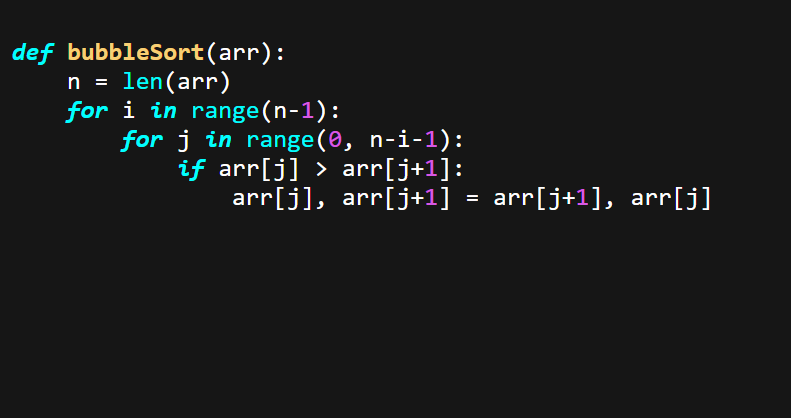 def bubbleSort(arr):
    n = len(arr)
    for i in range(n-1):
        for j in range(0, n-i-1):
            if arr[j] > arr[j+1]:
                arr[j], arr[j+1] = arr[j+1], arr[j]